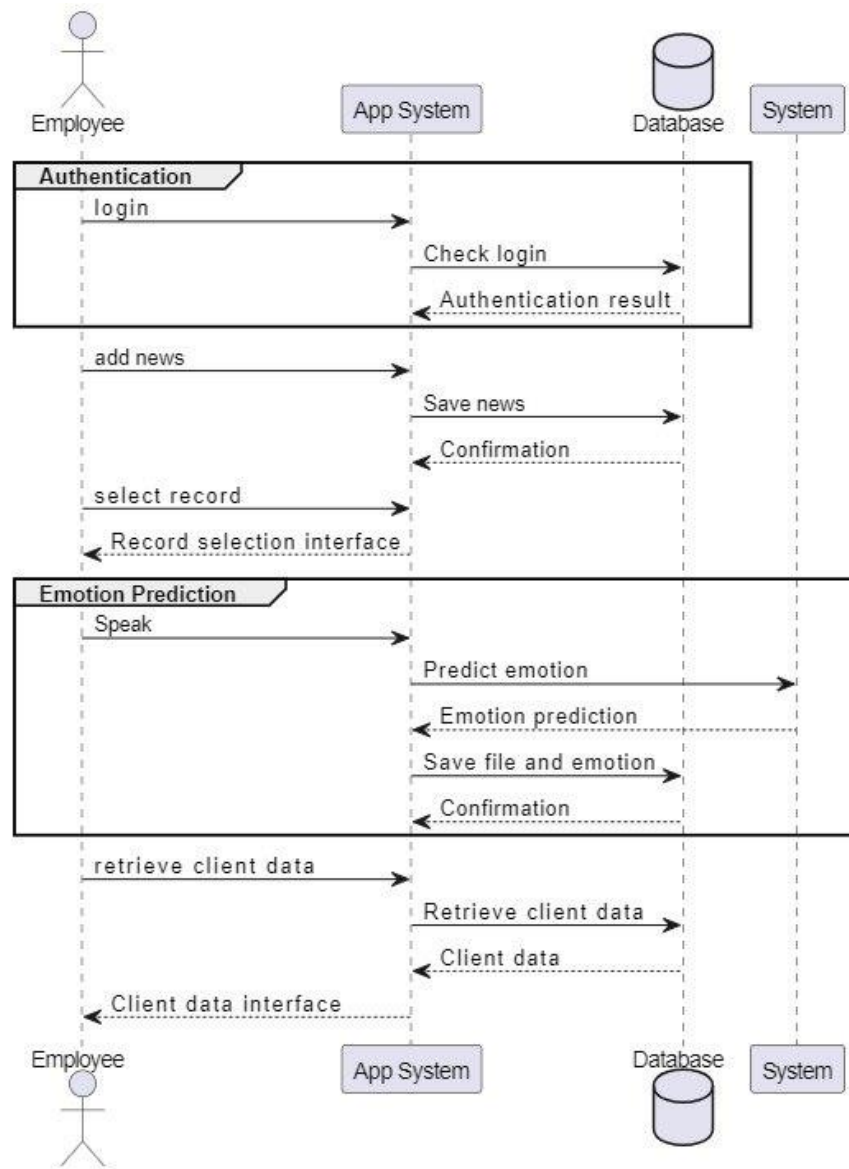 Employee
App System
Database
System
Authentication
login
Check login
Authentication result
add news
Save news
Confirmation
select record
Record selection interface
Emotion Prediction
Speak
Predict emotion
Emotion prediction
Save file and emotion
Confirmation
retrieve client data
Retrieve client data
Client data
Client data interface
Employee
App System
Database
System